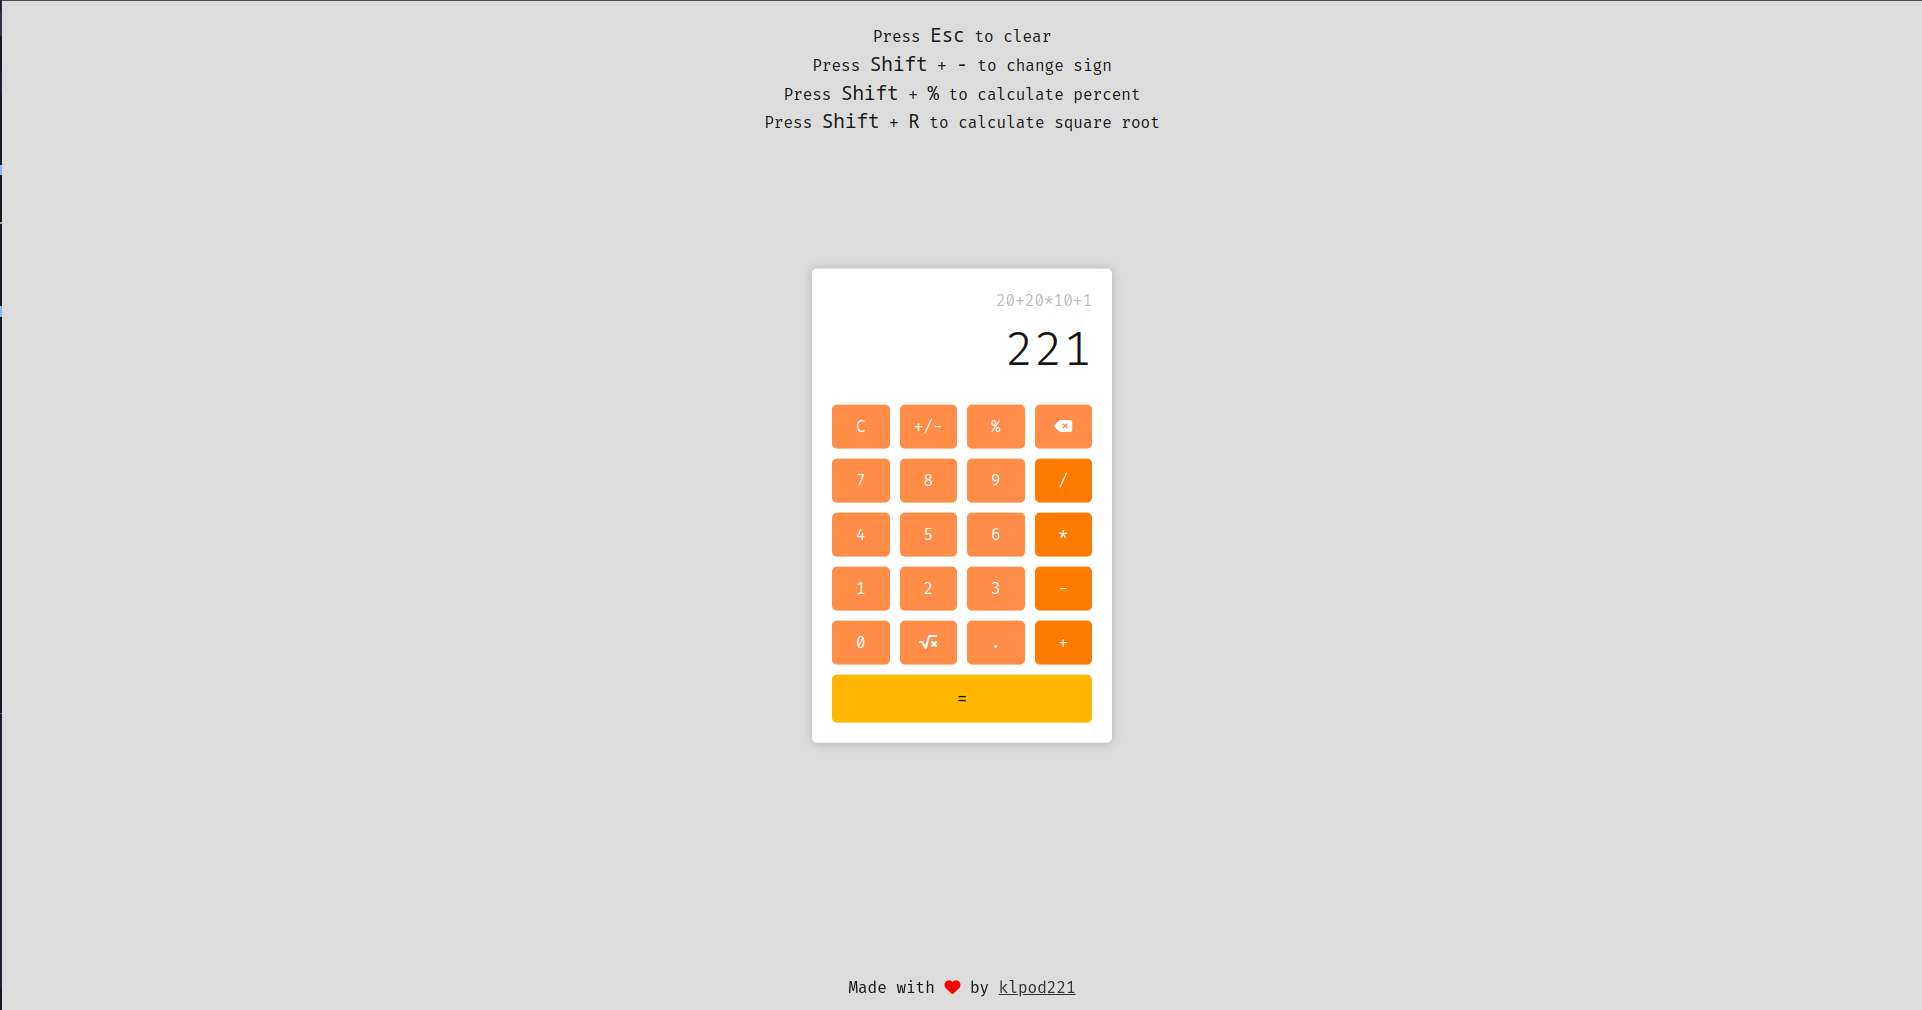 Press Esc to clear
Press Shift + - to change sign
Press Shift + % to calculate percent
Press Shift + R to calculate square root
20+20*10+1
221
C +/- %
7 8 9 /
4 5 6 *
1 2 3 -
0 √x . +
=
Made with ❤ by klpod221